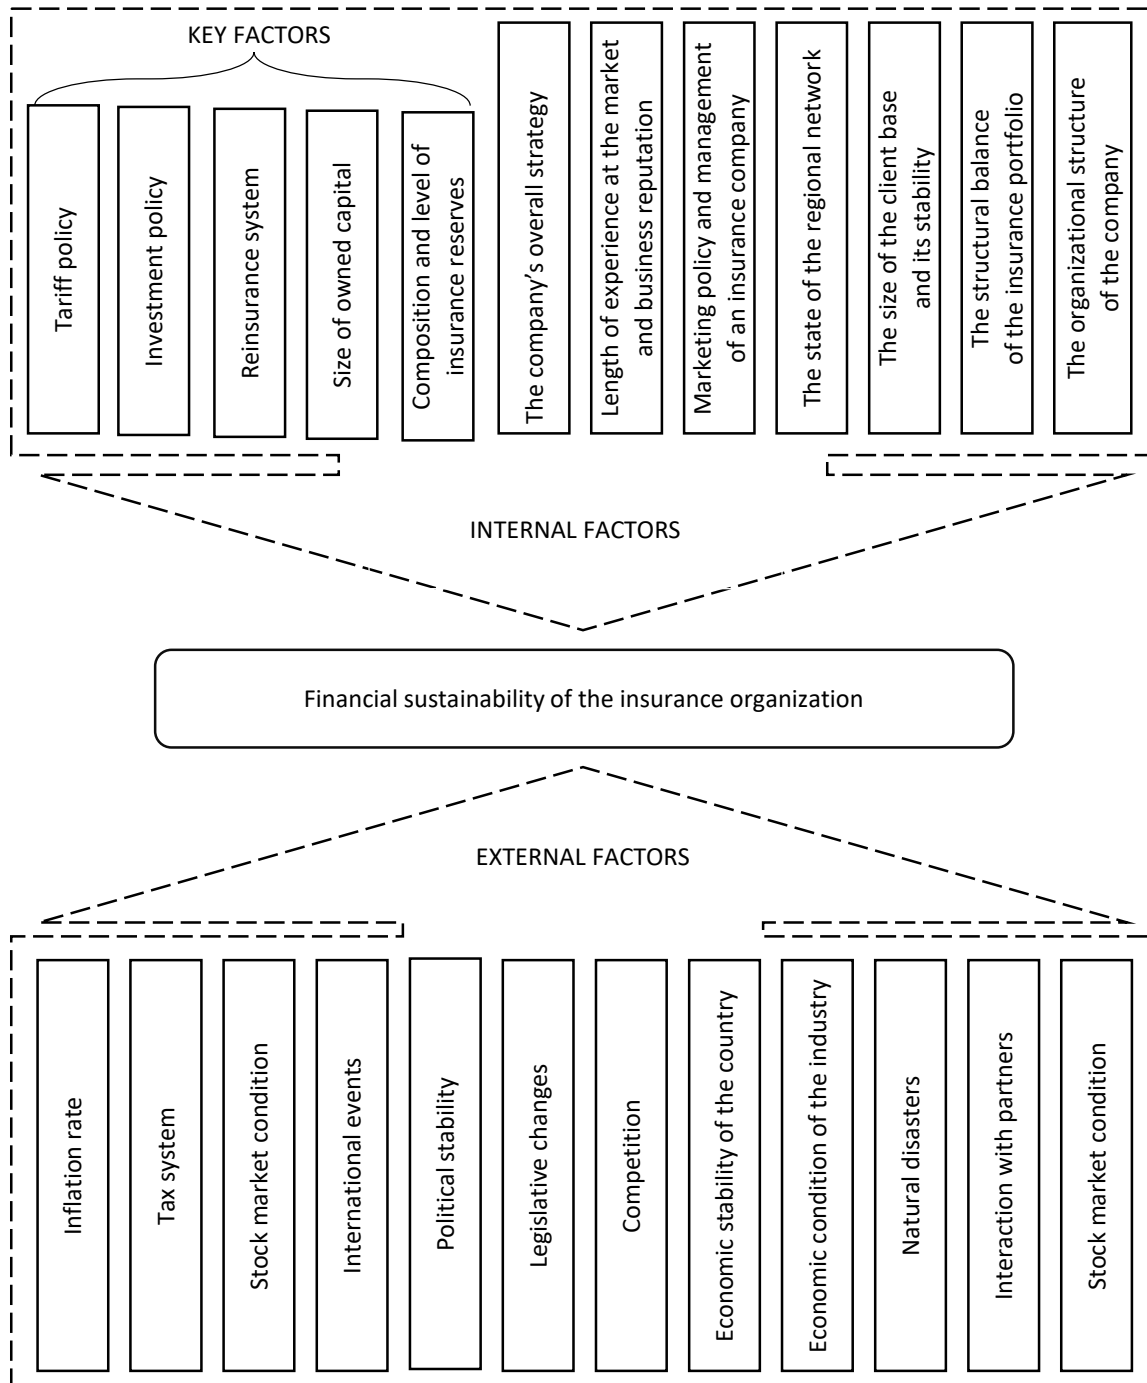 KEY FACTORS
Tariff policy
Investment policy
Reinsurance system
Size of owned capital
Composition and level of
insurance reserves
The company’s overall strategy
Length of experience at the market
and business reputation
Marketing policy and management
of an insurance company
The state of the regional network
The size of the client base
and its stability
The structural balance
of the insurance portfolio
The organizational structure
of the company
INTERNAL FACTORS
Financial sustainability of the insurance organization
EXTERNAL FACTORS
Inflation rate
Tax system
Stock market condition
International events
Political stability
Legislative changes
Competition
Economic stability of the country
Economic condition of the industry
Natural disasters
Interaction with partners
Stock market condition